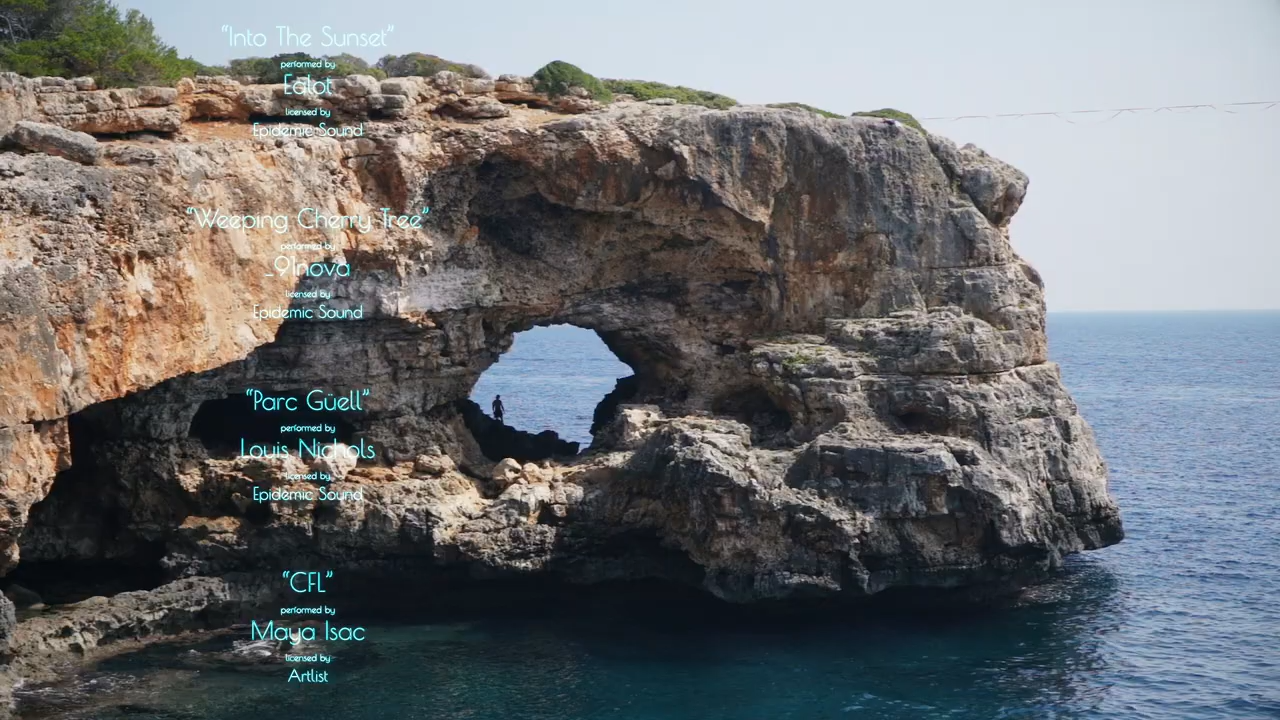 “Into The Sunset”
performed by
Ealot
licensed by
Epidemic Sound
“Weeping Cherry Tree”
performed by
_91nova
licensed by
Epidemic Sound
“Parc Güell”
performed by
Louis Nichols
licensed by
Epidemic Sound
“CFL”
performed by
Maya Isac
licensed by
Artlist